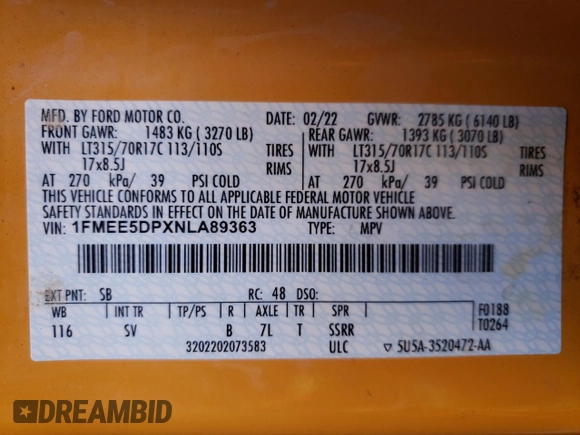 MFD. BY FORD MOTOR CO. DATE: 02/22 GVWR: 2785 KG (6140 LB)
FRONT GAWR: 1483 KG (3270 LB) REAR GAWR: 1393 KG (3070 LB)
WITH LT315/70R17C 113/110S TIRES WITH LT315/70R17C 113/110S TIRES
17x8.5J RIMS 17x8.5J RIMS
AT 270 kPa/ 39 PSI COLD AT 270 kPa/ 39 PSI COLD
THIS VEHICLE CONFORMS TO ALL APPLICABLE FEDERAL MOTOR VEHICLE
SAFETY STANDARDS IN EFFECT ON THE DATE OF MANUFACTURE SHOWN ABOVE.
VIN: 1FMEE5DPXNLA89363 TYPE: MPV
EXT PNT: SB RC: 48 DSO:
WB INT TR TP/PS R AXLE TR SPR F0188
116 SV B 7L T SSRR T0264
3202202073583 ULC ▽ 5U5A-3520472-AA
DREAMBID